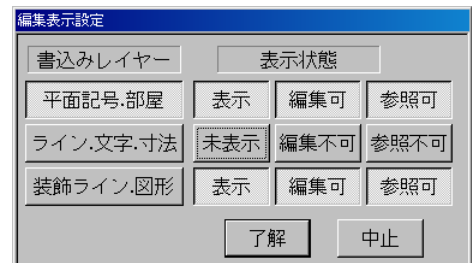 編集表示設定
書込みレイヤー 表示状態
平面記号.部屋 表示 編集可 参照可
ライン.文字.寸法 未表示 編集不可 参照不可
装飾ライン.図形 表示 編集可 参照可
了解 中止